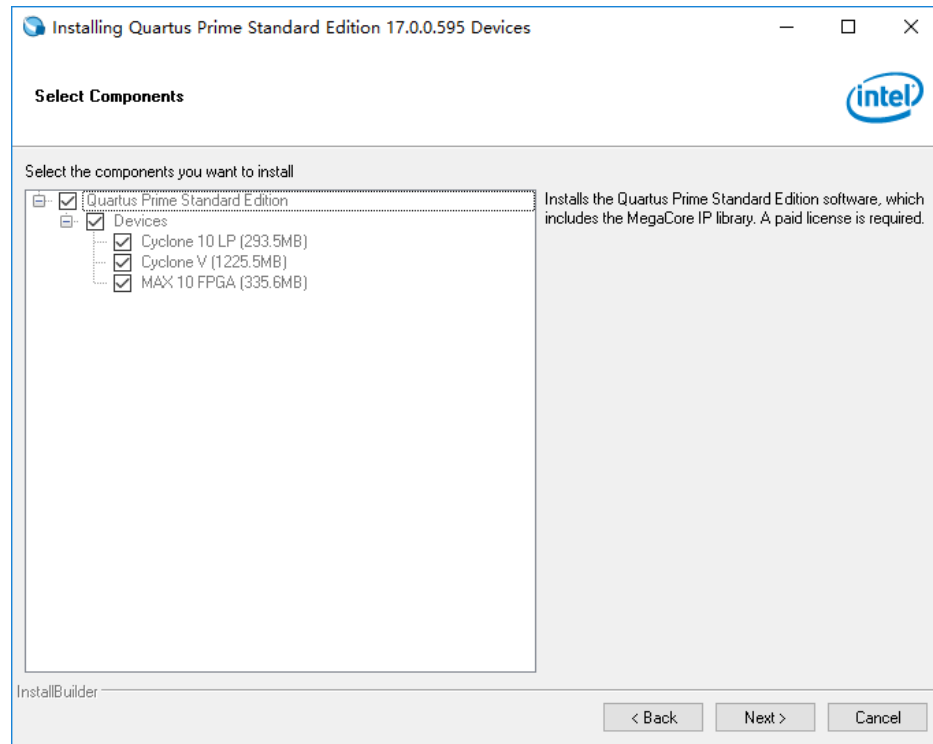 Installing Quartus Prime Standard Edition 17.0.0.595 Devices
Select Components
intel
Select the components you want to install
Quartus Prime Standard Edition
Devices
Cyclone 10 LP (293.5MB)
Cyclone V (1225.5MB)
MAX 10 FPGA (335.6MB)
Installs the Quartus Prime Standard Edition software, which
includes the MegaCore IP library. A paid license is required.
InstallBuilder
< Back Next > Cancel